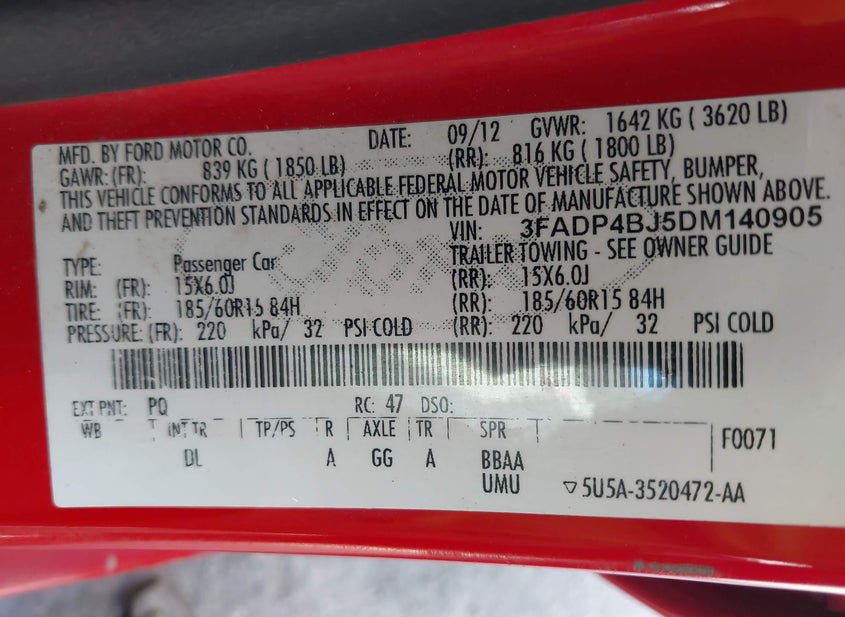 MFD. BY FORD MOTOR CO. DATE: 09/12 GVWR: 1642 KG ( 3620 LB)
GAWR: (FR): 839 KG ( 1850 LB) (RR): 816 KG ( 1800 LB)
THIS VEHICLE CONFORMS TO ALL APPLICABLE FEDERAL MOTOR VEHICLE SAFETY, BUMPER,
AND THEFT PREVENTION STANDARDS IN EFFECT ON THE DATE OF MANUFACTURE SHOWN ABOVE.
VIN: 3FADP4BJ5DM140905
TYPE: Passenger Car TRAILER TOWING - SEE OWNER GUIDE
RIM: (FR): 15X6.0J (RR): 15X6.0J
TIRE: (FR): 185/60R15 84H (RR): 185/60R15 84H
PRESSURE: (FR): 220 kPa/ 32 PSI COLD (RR): 220 kPa/ 32 PSI COLD
EXT PNT: PQ RC: 47 DSO:
WB INT TR TP/PS R AXLE TR SPR F0071
DL A GG A BBAA
UMU 5U5A-3520472-AA